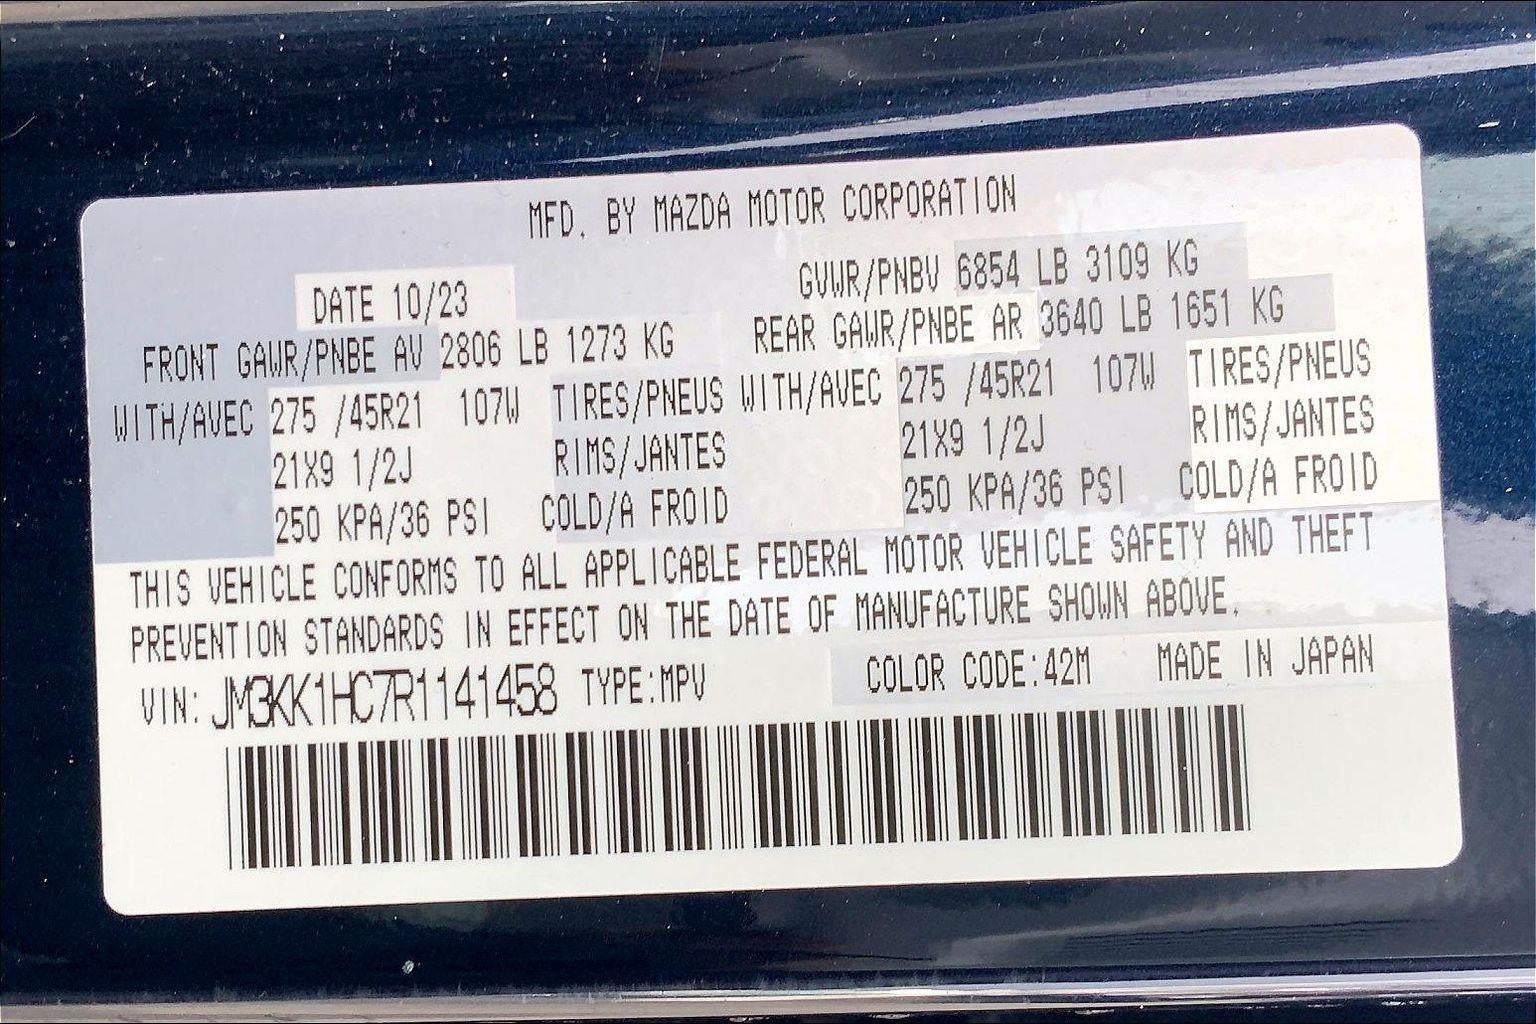 MFD. BY MAZDA MOTOR CORPORATION
GVWR/PNBV 6854 LB 3109 KG
DATE 10/23
FRONT GAWR/PNBE AV 2806 LB 1273 KG REAR GAWR/PNBE AR 3640 LB 1651 KG
WITH/AVEC 275 /45R21 107W TIRES/PNEUS WITH/AVEC 275 /45R21 107W TIRES/PNEUS
21X9 1/2J RIMS/JANTES 21X9 1/2J RIMS/JANTES
250 KPA/36 PSI COLD/A FROID 250 KPA/36 PSI COLD/A FROID
THIS VEHICLE CONFORMS TO ALL APPLICABLE FEDERAL MOTOR VEHICLE SAFETY AND THEFT
PREVENTION STANDARDS IN EFFECT ON THE DATE OF MANUFACTURE SHOWN ABOVE.
VIN: JM3KK1HC7R1141458 TYPE:MPV COLOR CODE:42M MADE IN JAPAN